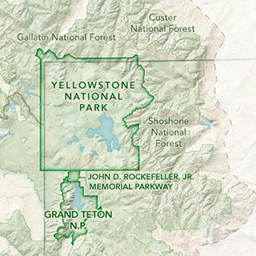 Custer
National Forest
Gallatin National Forest
YELLOWSTONE
NATIONAL
PARK
Shoshone
National
Forest
JOHN D. ROCKEFELLER, JR.
MEMORIAL PARKWAY
GRAND TETON
N.P.